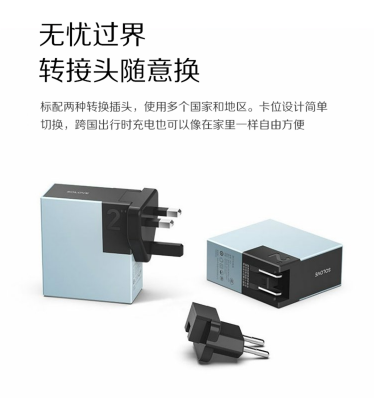 无忧过界
转接头随意换
标配两种转换插头，使用多个国家和地区。卡位设计简单
切换，跨国出行时充电也可以像在家里一样自由方便
2
SOLOVE